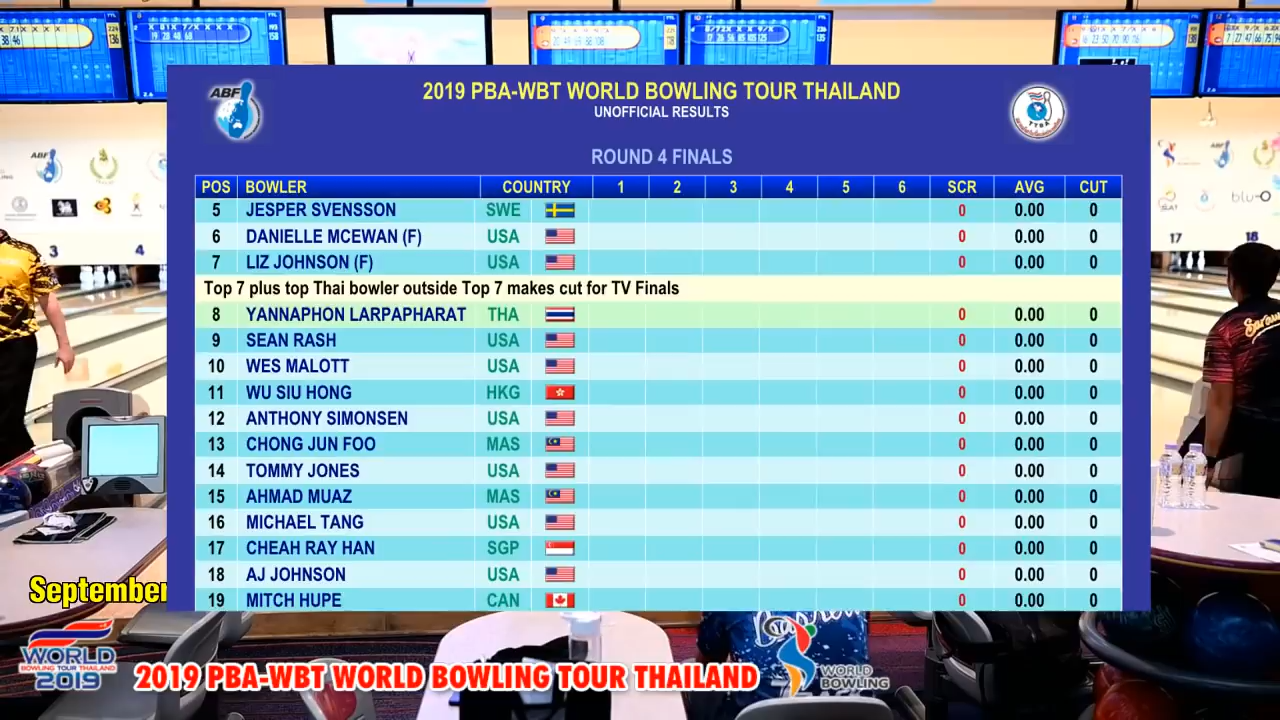 ABF
2019 PBA-WBT WORLD BOWLING TOUR THAILAND
UNOFFICIAL RESULTS
ROUND 4 FINALS
POS BOWLER COUNTRY 1 2 3 4 5 6 SCR AVG CUT
5 JESPER SVENSSON SWE 0 0.00 0
6 DANIELLE MCEWAN (F) USA 0 0.00 0
7 LIZ JOHNSON (F) USA 0 0.00 0
Top 7 plus top Thai bowler outside Top 7 makes cut for TV Finals
8 YANNAPHON LARPAPHARAT THA 0 0.00 0
9 SEAN RASH USA 0 0.00 0
10 WES MALOTT USA 0 0.00 0
11 WU SIU HONG HKG 0 0.00 0
12 ANTHONY SIMONSEN USA 0 0.00 0
13 CHONG JUN FOO MAS 0 0.00 0
14 TOMMY JONES USA 0 0.00 0
15 AHMAD MUAZ MAS 0 0.00 0
16 MICHAEL TANG USA 0 0.00 0
17 CHEAH RAY HAN SGP 0 0.00 0
18 AJ JOHNSON USA 0 0.00 0
19 MITCH HUPE CAN 0 0.00 0
ABF
blu-O
3 4
17 18
September
WORLD
BOWLING TOUR THAILAND
2019
2019 PBA-WBT WORLD BOWLING TOUR THAILAND
WORLD
BOWLING